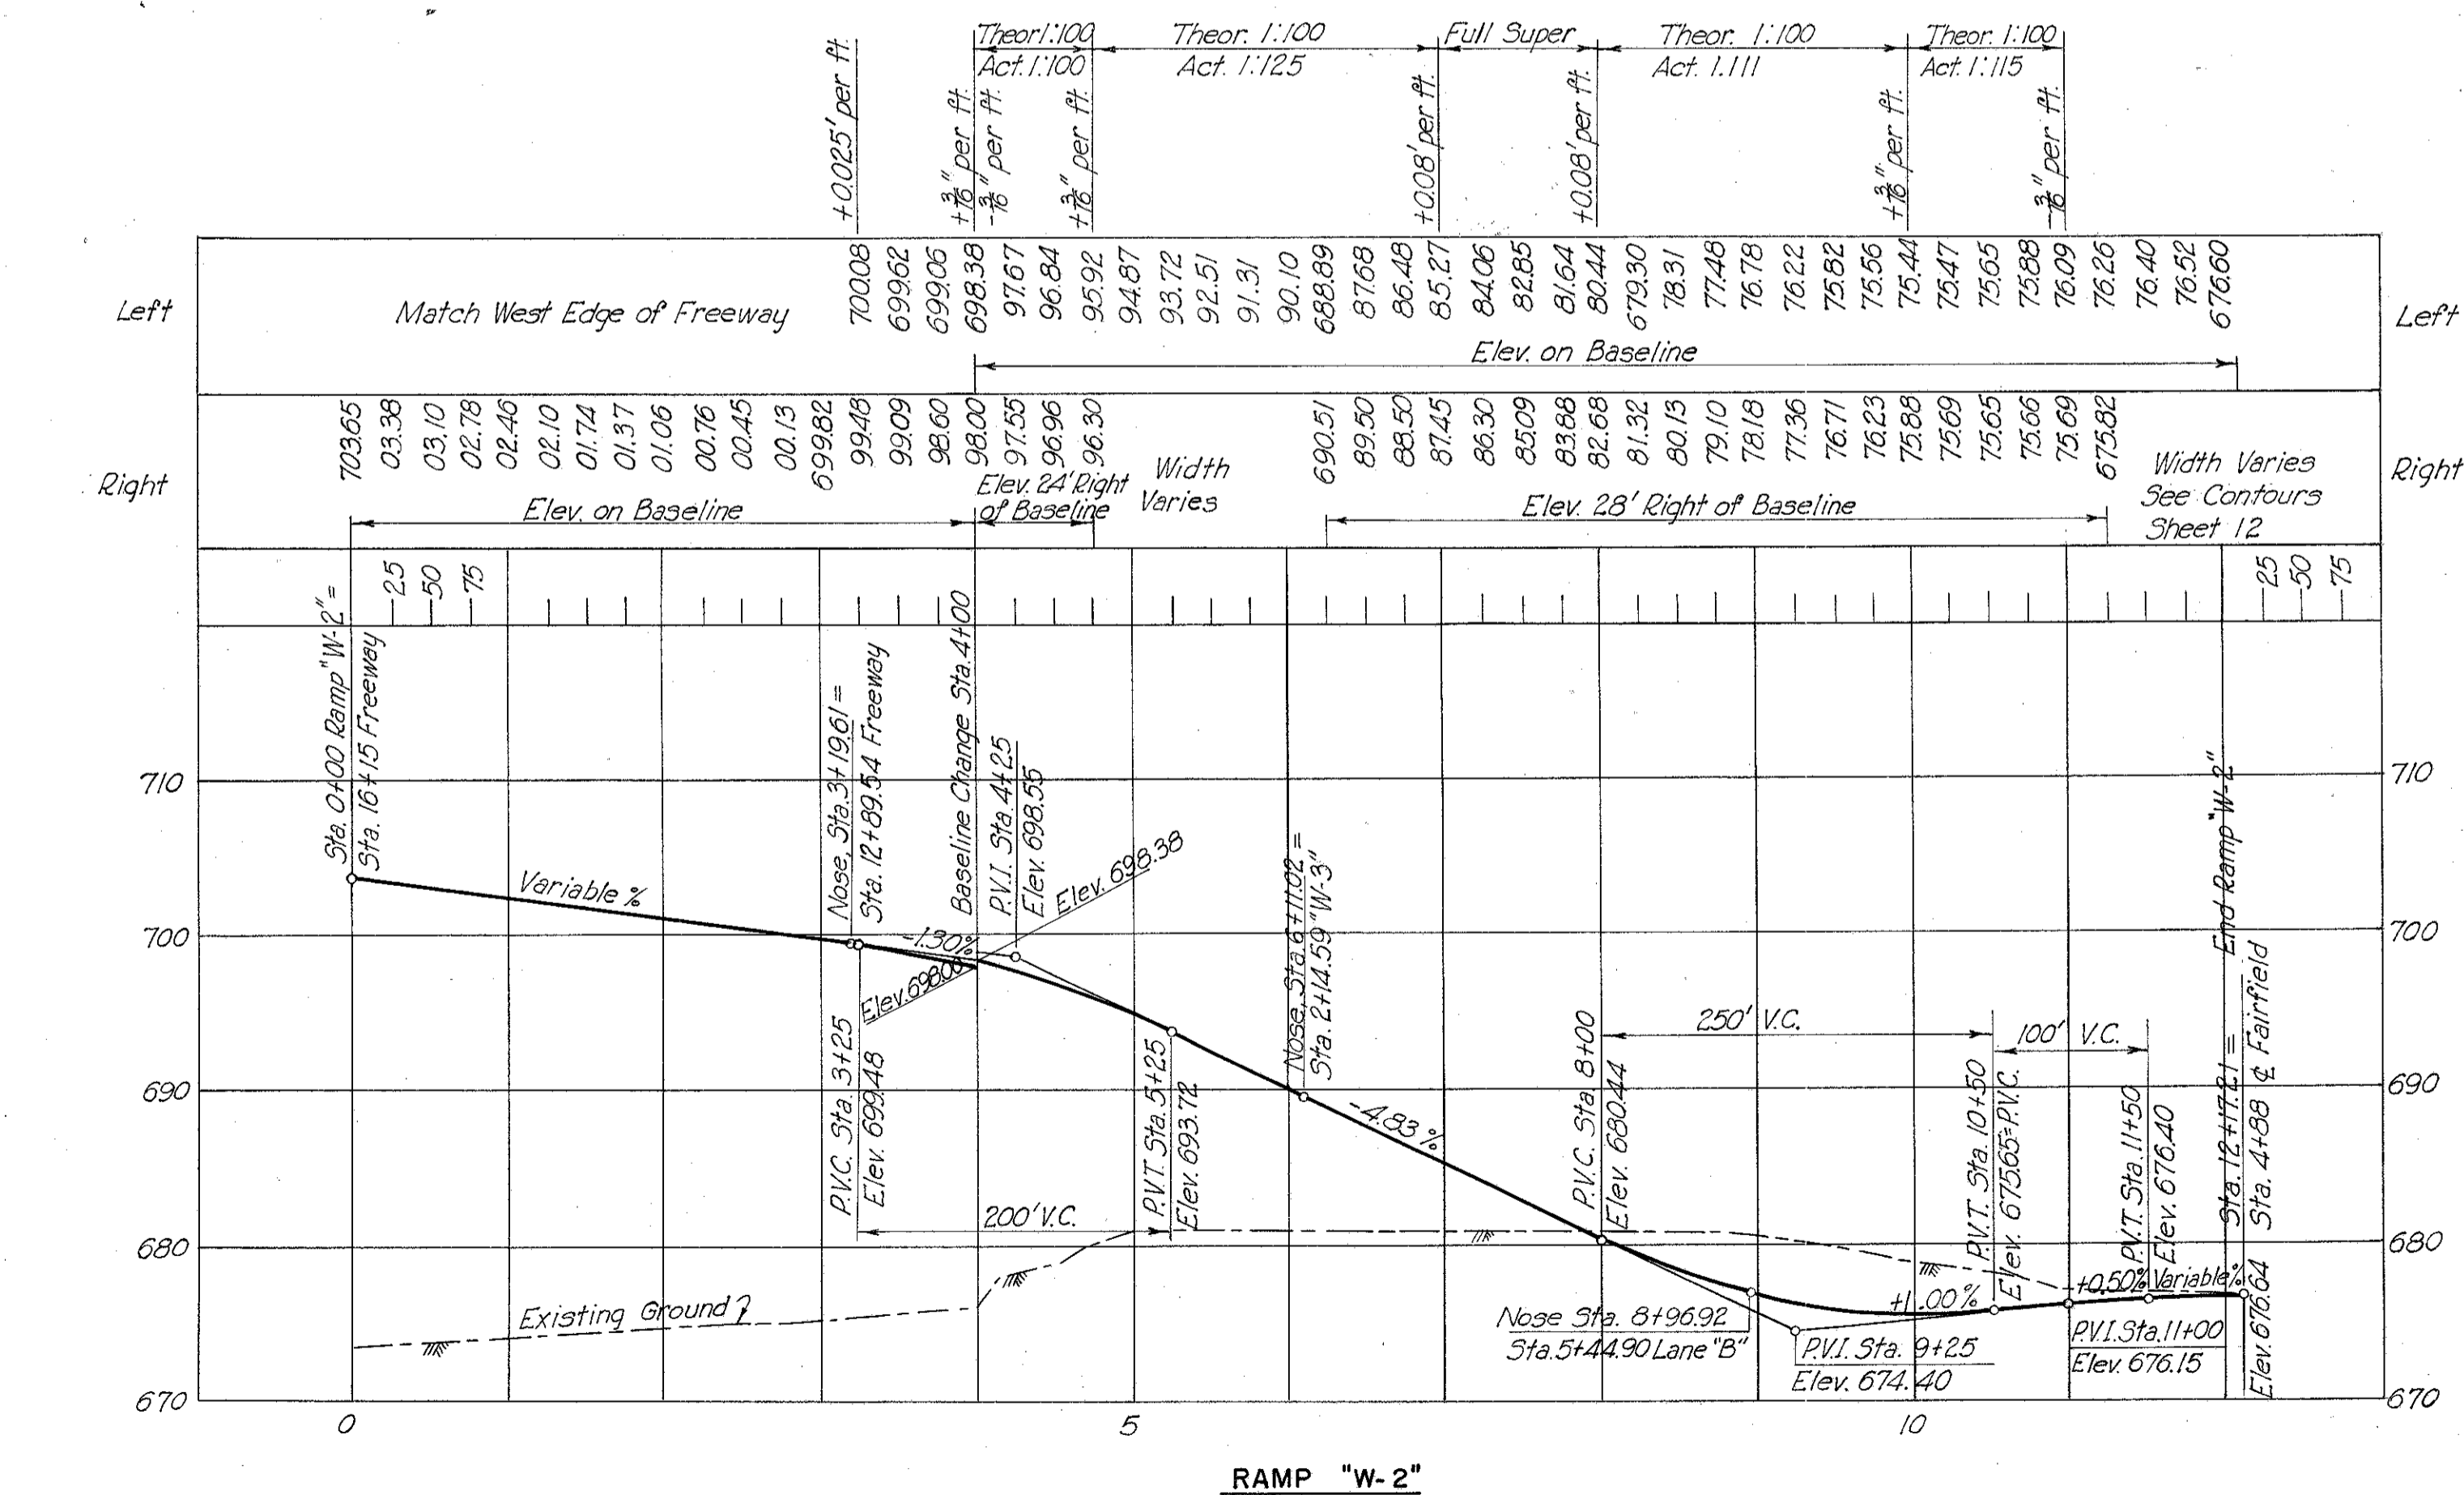 Theor 1:100
Act. 1:100
Theor. 1:100
Act. 1:125
Full Super
Theor. 1:100
Act. 1:111
Theor. 1:100
Act. 1:115
+0.025' per ft.
+3/16" per ft.
-3/16" per ft.
+3/16" per ft.
+0.08' per ft.
+0.08' per ft.
+3/16" per ft.
-3/16" per ft.
Left
Match West Edge of Freeway
700.08
699.62
699.06
698.38
97.67
96.84
95.92
94.87
93.72
92.51
91.31
90.10
688.89
87.68
86.48
85.27
84.06
82.85
81.64
80.44
679.30
78.31
77.48
76.78
76.22
75.82
75.56
75.44
75.47
75.65
75.88
76.09
76.26
76.40
76.52
676.60
Left
Elev. on Baseline
Right
703.65
03.38
03.10
02.78
02.46
02.10
01.74
01.37
01.06
00.76
00.45
00.13
699.82
99.48
99.09
98.60
98.00
97.55
96.96
96.30
Width
Varies
690.51
89.50
88.50
87.45
86.30
85.09
83.88
82.68
81.32
80.13
79.10
78.18
77.36
76.71
76.23
75.88
75.69
75.65
75.66
75.69
675.82
Width Varies
See Contours
Sheet 12
Right
Elev. on Baseline
Elev. 24' Right
of Baseline
Elev. 28' Right of Baseline
25
50
75
25
50
75
Sta. 0+00 Ramp "W-2" =
Sta. 16+15 Freeway
Nose, Sta. 3+19.61 =
Sta. 12+89.54 Freeway
Baseline Change Sta. 4+00
P.V.I. Sta. 4+25
Elev. 698.55
Elev. 698.38
Elev. 698.00
Variable %
-1.30%
P.V.C. Sta. 3+25
Elev. 699.48
200' V.C.
P.V.T. Sta. 5+25
Elev. 693.72
Nose, Sta. 6+11.02 =
Sta. 2+14.59 "W-3"
-4.83%
P.V.C. Sta. 8+00
Elev. 680.44
250' V.C.
100' V.C.
P.V.T. Sta. 10+50
Elev. 675.65=P.V.C.
P.V.T. Sta. 11+50
Elev. 676.40
End Ramp "W-2"
Sta. 12+17.21 =
Sta. 4+88 ℄ Fairfield
Elev. 676.64
+1.00%
+0.50%
Variable %
Nose Sta. 8+96.92
Sta. 5+44.90 Lane "B"
P.V.I. Sta. 9+25
Elev. 674.40
P.V.I. Sta. 11+00
Elev. 676.15
Existing Ground
710
700
690
680
670
710
700
690
680
670
0
5
10
RAMP "W-2"